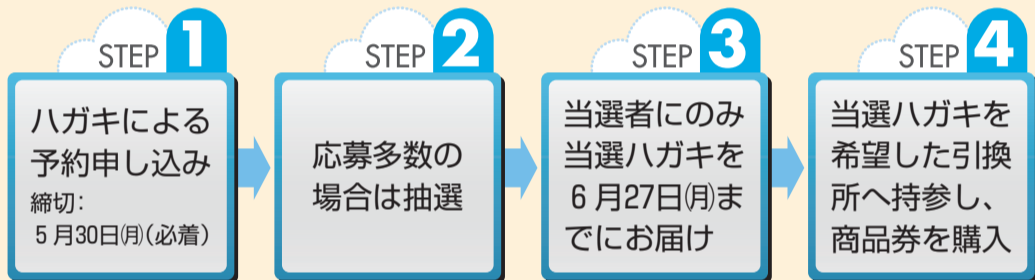 STEP 1
ハガキによる
予約申し込み
締切：
5月30日㈪（必着）
STEP 2
応募多数の
場合は抽選
STEP 3
当選者にのみ
当選ハガキを
6月27日㈪ま
でにお届け
STEP 4
当選ハガキを
希望した引換
所へ持参し、
商品券を購入